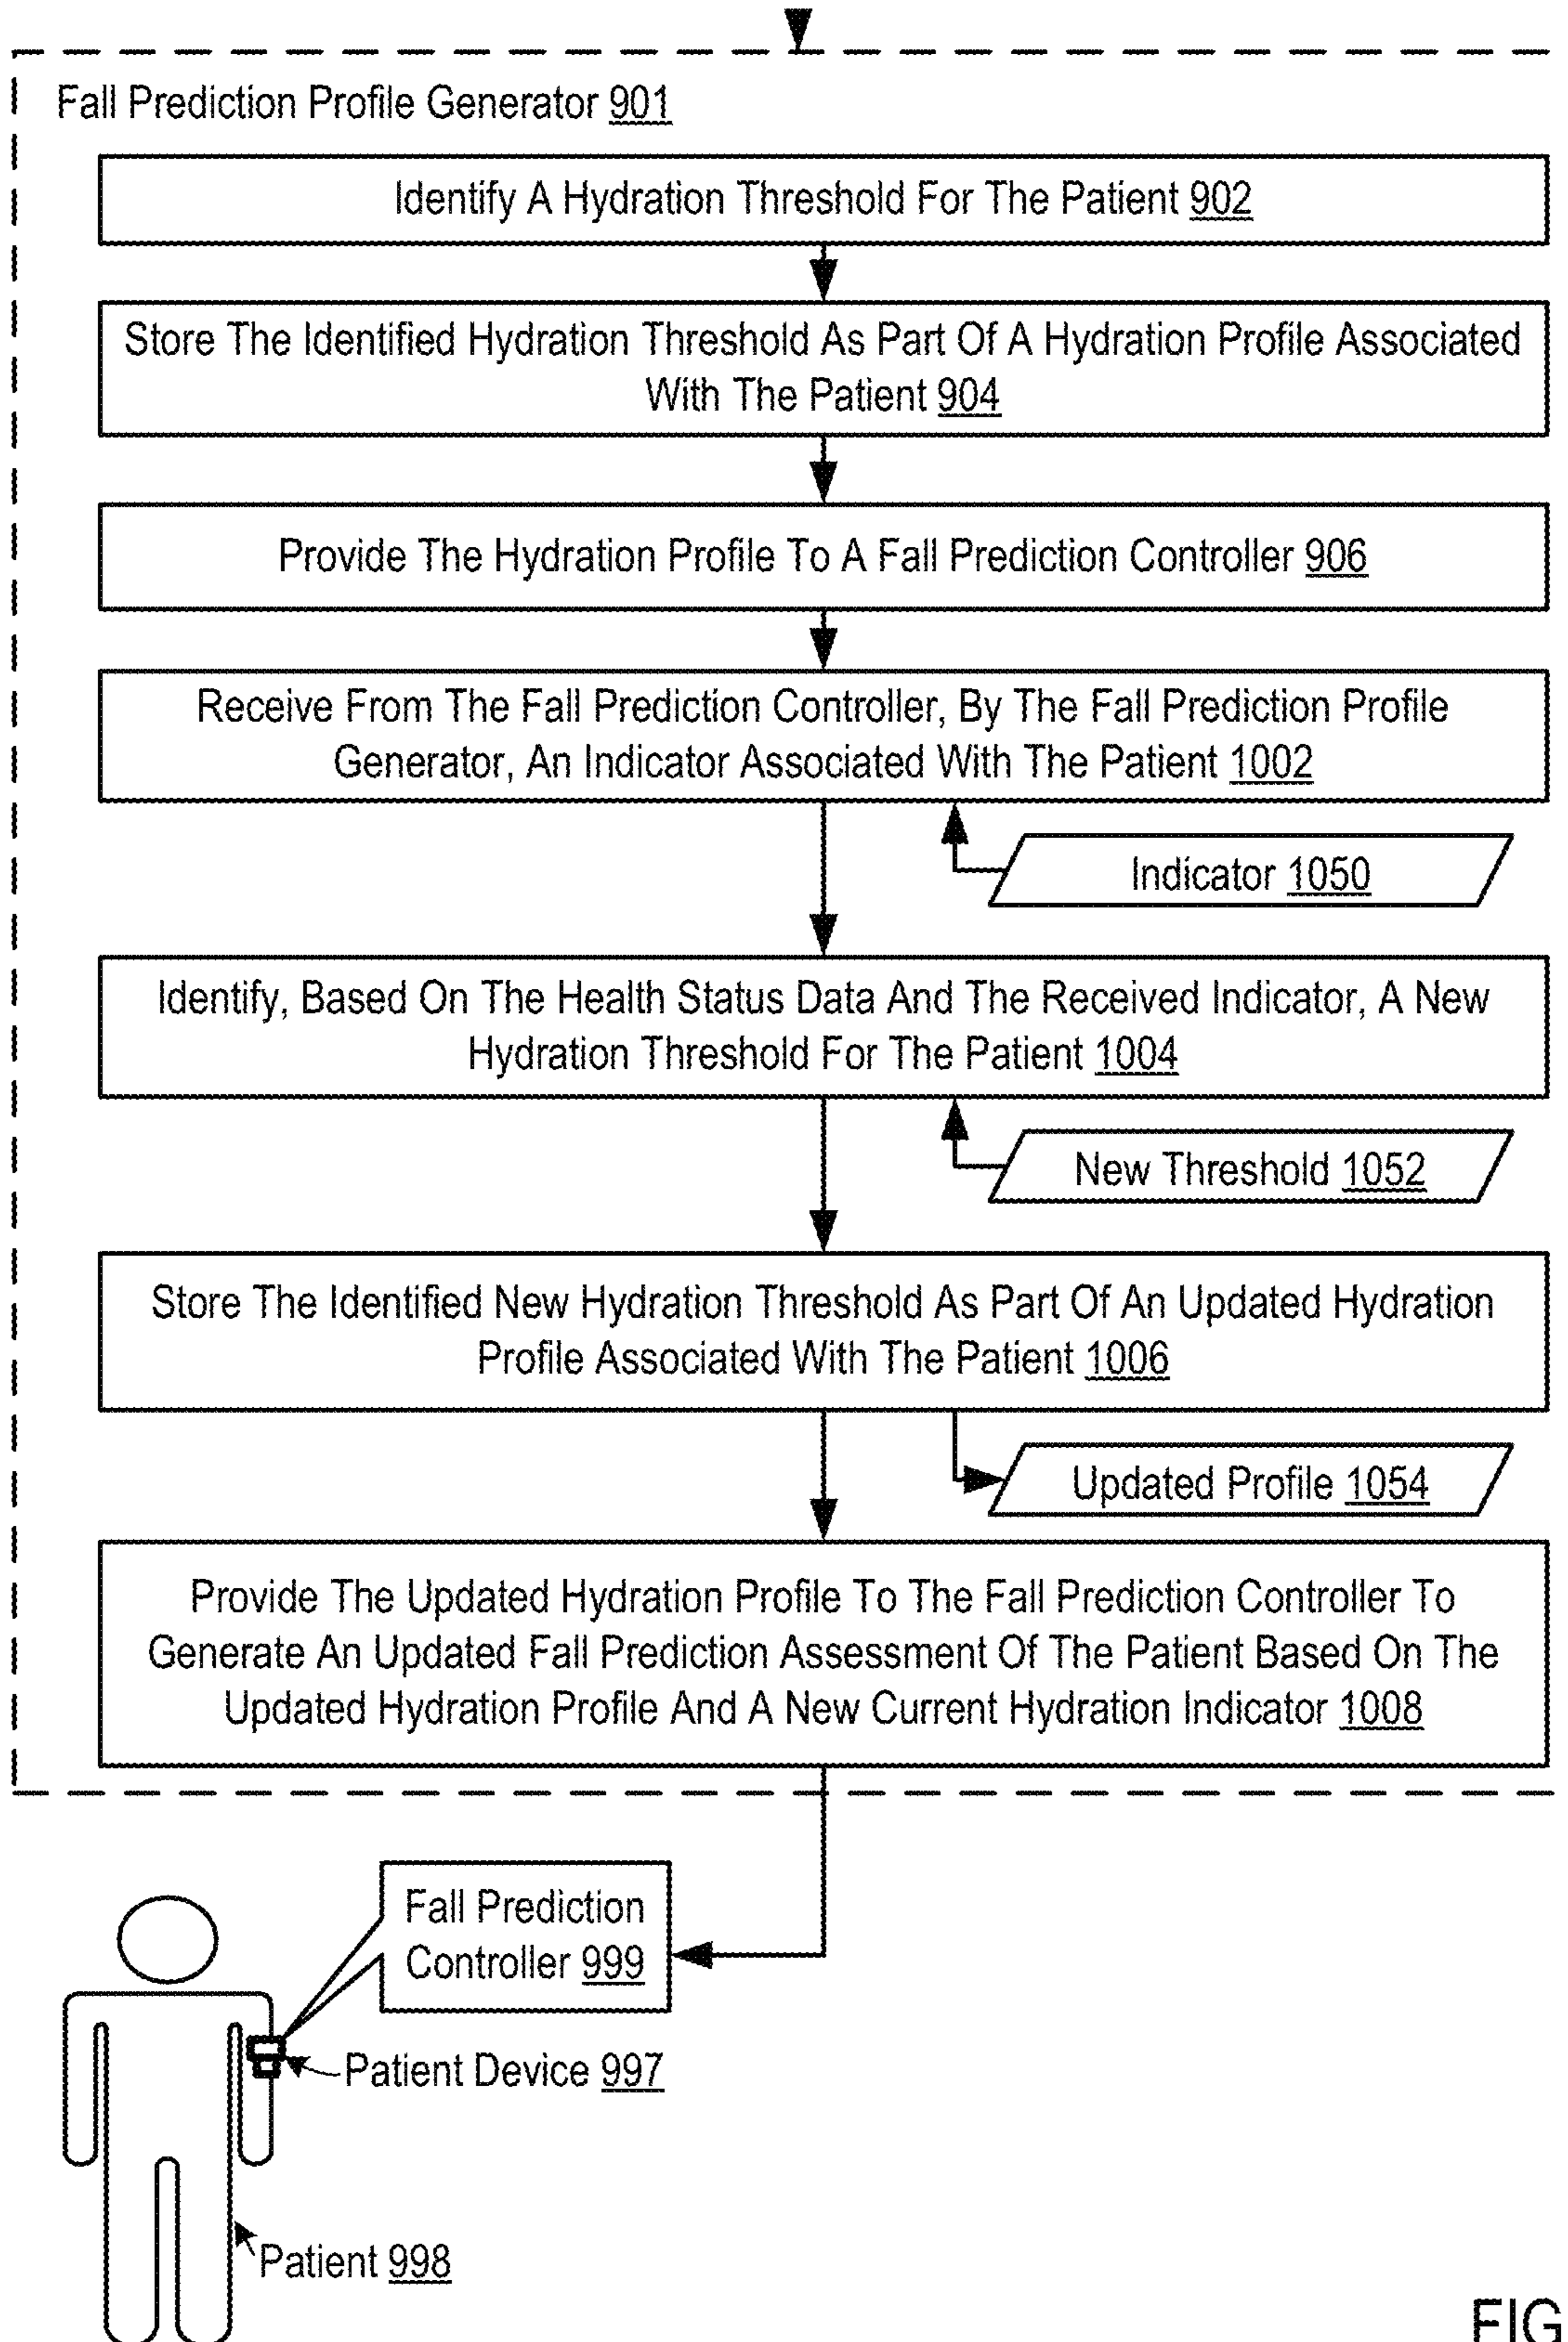 Fall Prediction Profile Generator 901
Identify A Hydration Threshold For The Patient 902
Store The Identified Hydration Threshold As Part Of A Hydration Profile Associated
With The Patient 904
Provide The Hydration Profile To A Fall Prediction Controller 906
Receive From The Fall Prediction Controller, By The Fall Prediction Profile
Generator, An Indicator Associated With The Patient 1002
Indicator 1050
Identify, Based On The Health Status Data And The Received Indicator, A New
Hydration Threshold For The Patient 1004
New Threshold 1052
Store The Identified New Hydration Threshold As Part Of An Updated Hydration
Profile Associated With The Patient 1006
Updated Profile 1054
Provide The Updated Hydration Profile To The Fall Prediction Controller To
Generate An Updated Fall Prediction Assessment Of The Patient Based On The
Updated Hydration Profile And A New Current Hydration Indicator 1008
Fall Prediction
Controller 999
Patient Device 997
Patient 998
FIG